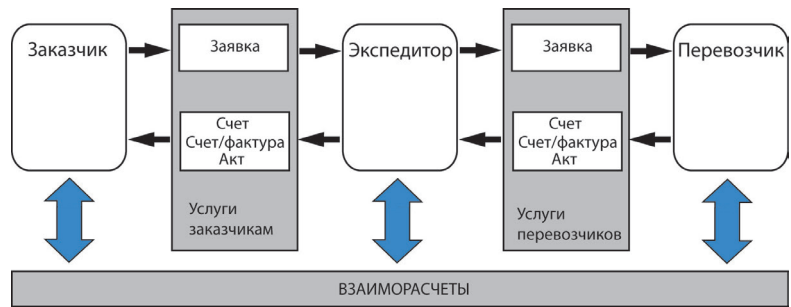 Заказчик
Заявка
Экспедитор
Заявка
Перевозчик
Счет
Счет/фактура
Акт
Счет
Счет/фактура
Акт
Услуги
заказчикам
Услуги
перевозчиков
ВЗАИМОРАСЧЕТЫ